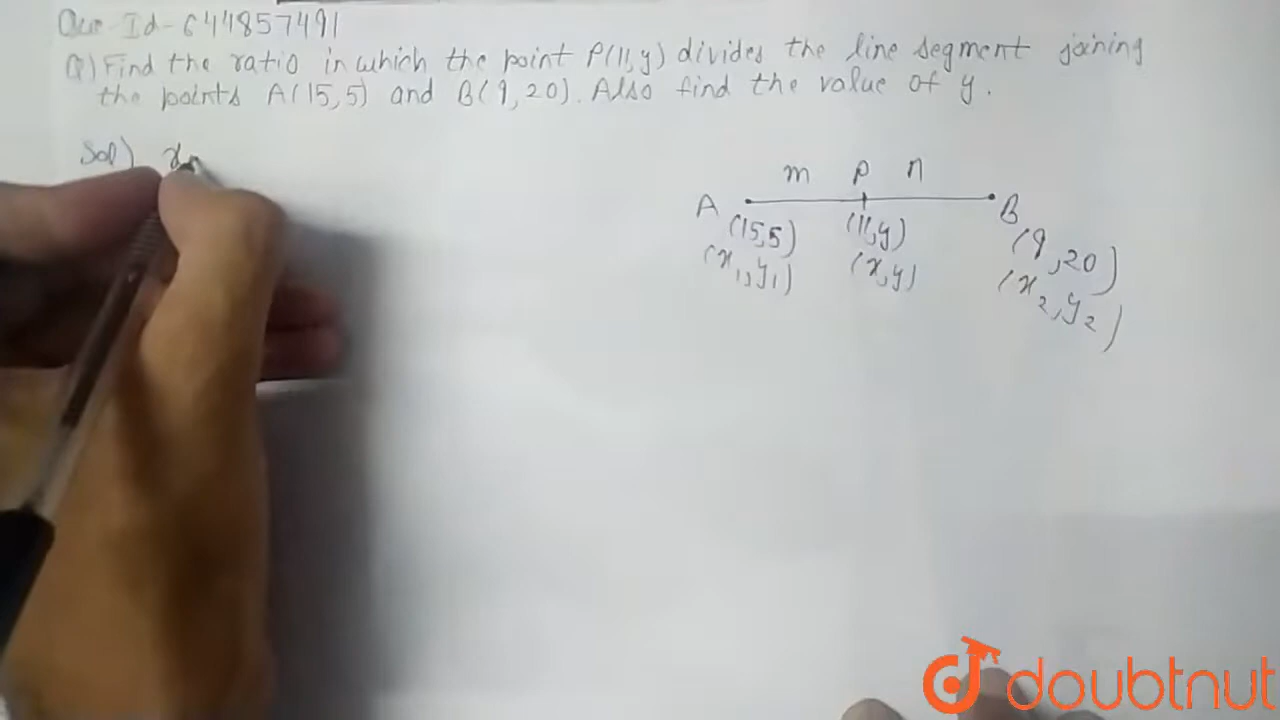 Que-Id-644857491
Q) Find the ratio in which the point P(11,y) divides the line segment joining
the points A(15,5) and B(9,20). Also find the value of y.
Sol) x
m P n
A B
(15,5) (11,y) (9,20)
(x1,y1) (x,y) (x2,y2)
doubtnut